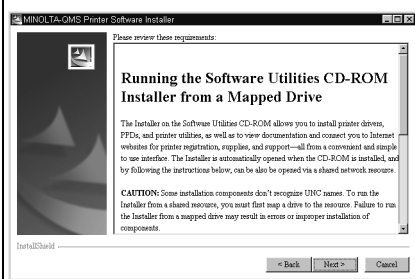 MINOLTA-QMS Printer Software Installer
Please review these requirements:
Running the Software Utilities CD-ROM
Installer from a Mapped Drive
The Installer on the Software Utilities CD-ROM allows you to install printer drivers,
PPDs, and printer utilities, as well as to view documentation and connect you to Internet
websites for printer registration, supplies, and support—all from a convenient and simple
to use interface. The Installer is automatically opened when the CD-ROM is installed, and
by following the instructions below, can be also be opened via a shared network resource.
CAUTION: Some installation components don't recognize UNC names. To run the
Installer from a shared resource, you must first map a drive to the resource. Failure to run
the Installer from a mapped drive may result in errors or improper installation of
components.
InstallShield
< Back
Next >
Cancel